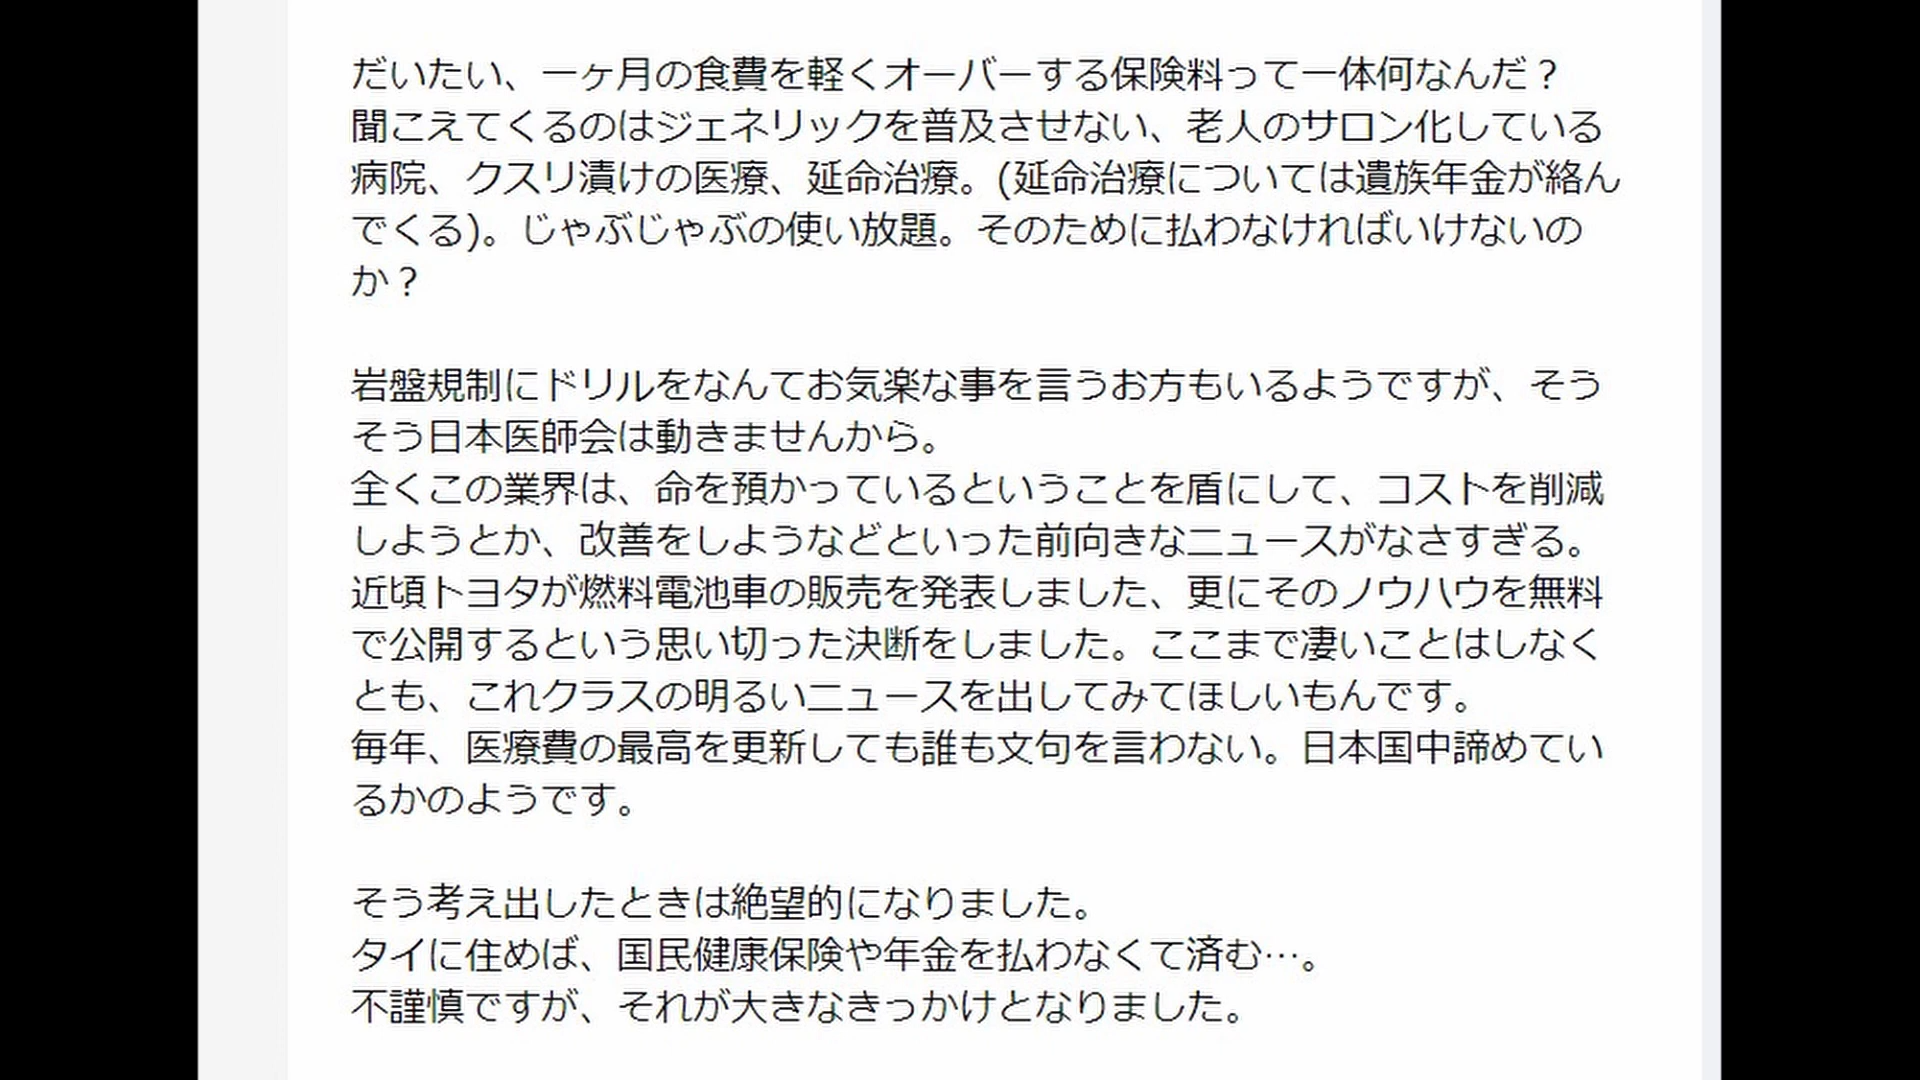 だいたい、一ヶ月の食費を軽くオーバーする保険料って一体何なんだ？
聞こえてくるのはジェネリックを普及させない、老人のサロン化している
病院、クスリ漬けの医療、延命治療。(延命治療については遺族年金が絡ん
でくる)。じゃぶじゃぶの使い放題。そのために払わなければいけないの
か？
岩盤規制にドリルをなんてお気楽な事を言うお方もいるようですが、そう
そう日本医師会は動きませんから。
全くこの業界は、命を預かっているということを盾にして、コストを削減
しようとか、改善をしようなどといった前向きなニュースがなさすぎる。
近頃トヨタが燃料電池車の販売を発表しました、更にそのノウハウを無料
で公開するという思い切った決断をしました。ここまで凄いことはしなく
とも、これクラスの明るいニュースを出してみてほしいもんです。
毎年、医療費の最高を更新しても誰も文句を言わない。日本国中諦めてい
るかのようです。
そう考え出したときは絶望的になりました。
タイに住めば、国民健康保険や年金を払わなくて済む…。
不謹慎ですが、それが大きなきっかけとなりました。